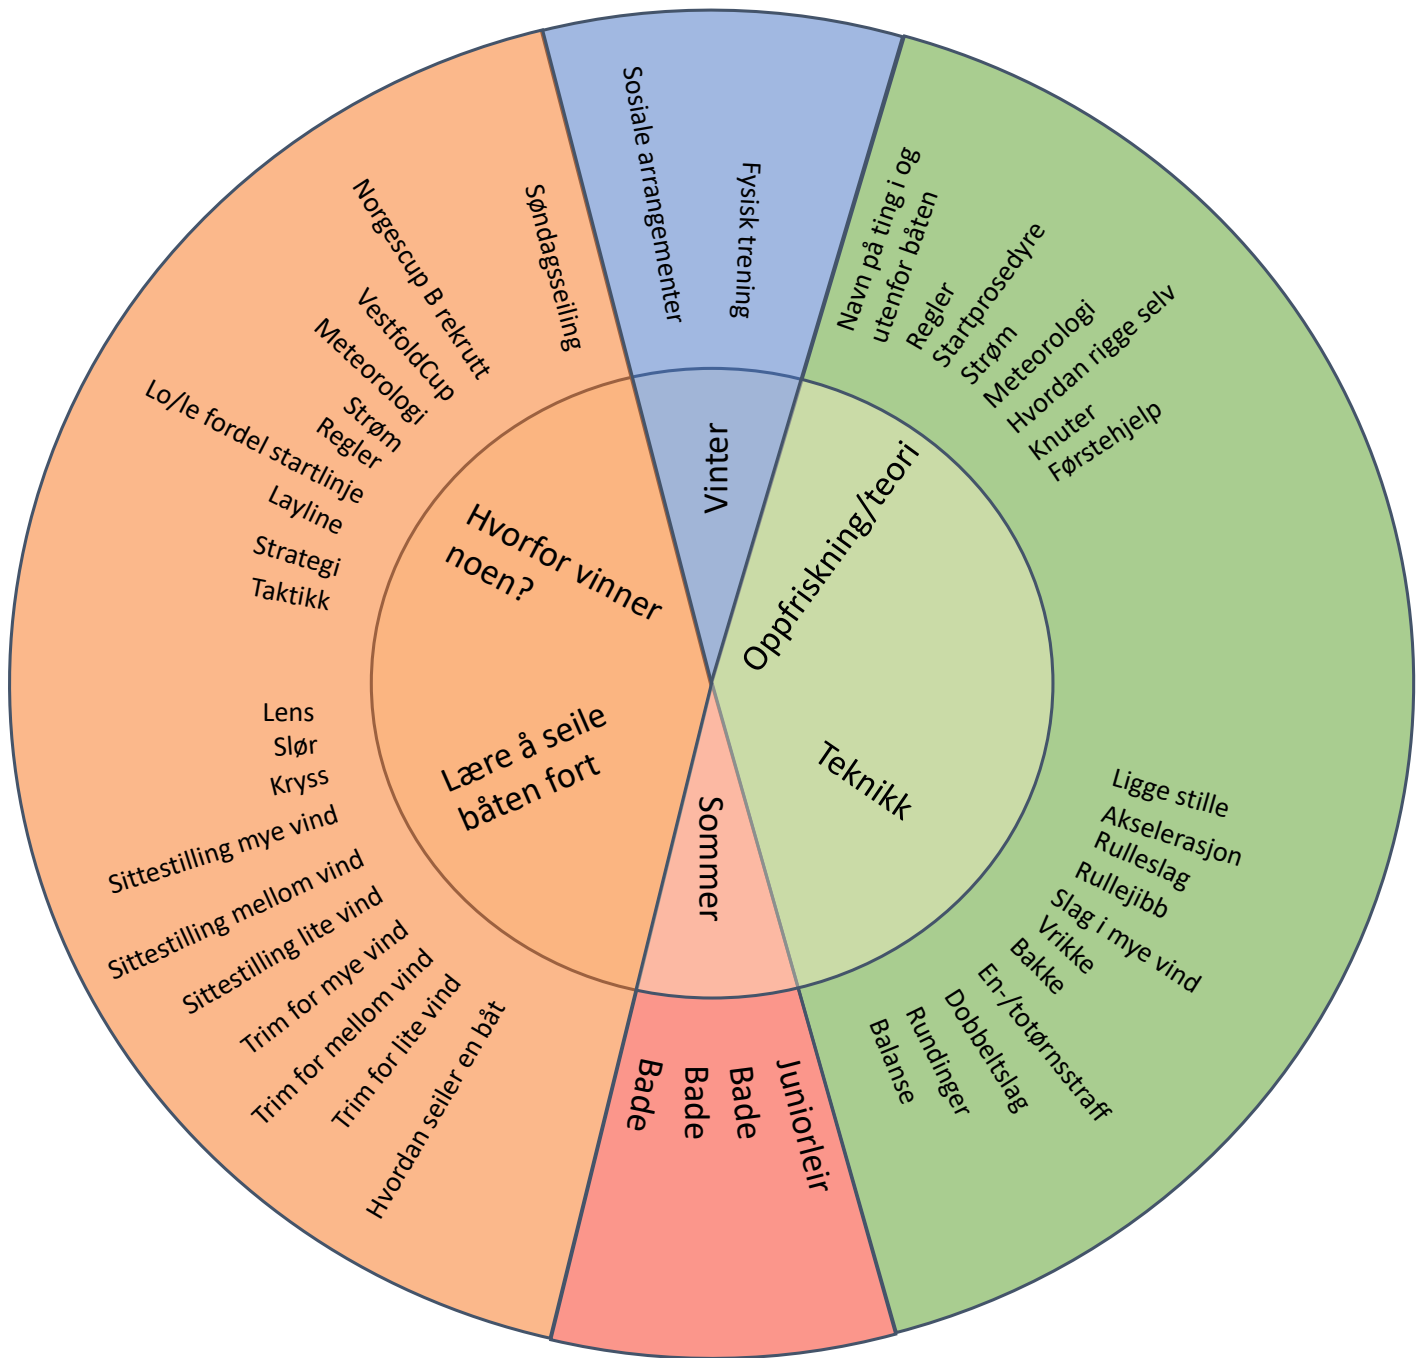 Sosiale arrangementer
Fysisk trening
Vinter
Navn på ting i og
utenfor båten
Regler
Startprosedyre
Strøm
Meteorologi
Hvordan rigge selv
Knuter
Førstehjelp
Oppfriskning/teori
Teknikk
Ligge stille
Akselerasjon
Rulleslag
Rullejibb
Slag i mye vind
Vrikke
Bakke
En-/totørnsstraff
Dobbeltslag
Rundinger
Balanse
Sommer
Juniorleir
Bade
Bade
Bade
Lære å seile
båten fort
Hvordan seiler en båt
Trim for lite vind
Trim for mellom vind
Trim for mye vind
Sittestilling lite vind
Sittestilling mellom vind
Sittestilling mye vind
Kryss
Slør
Lens
Hvorfor vinner
noen?
Taktikk
Strategi
Layline
Lo/le fordel startlinje
Regler
Strøm
Meteorologi
VestfoldCup
Norgescup B rekrutt
Søndagsseiling